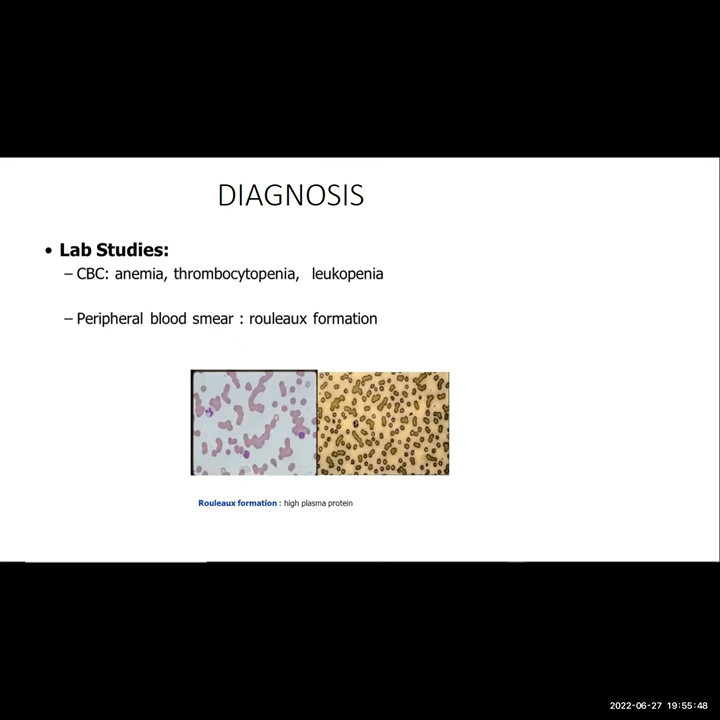 DIAGNOSIS
• Lab Studies:
– CBC: anemia, thrombocytopenia, leukopenia
– Peripheral blood smear : rouleaux formation
Rouleaux formation : high plasma protein
2022-06-27 19:55:48